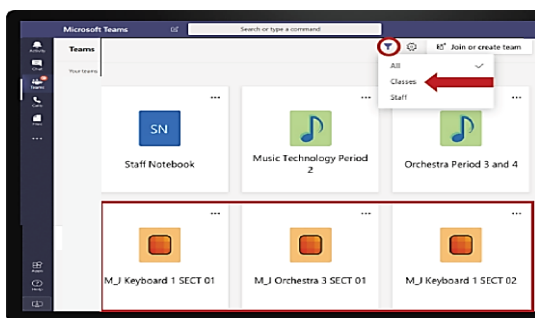 Microsoft Teams
Search or type a command
Activity
Teams
Join or create team
Chat
All
Your teams
Teams
Classes
Calls
Staff
Files
SN
Staff Notebook
Music Technology Period
2
Orchestra Period 3 and 4
M_J Keyboard 1 SECT 01
M_J Orchestra 3 SECT 01
M_J Keyboard 1 SECT 02
Apps
Help